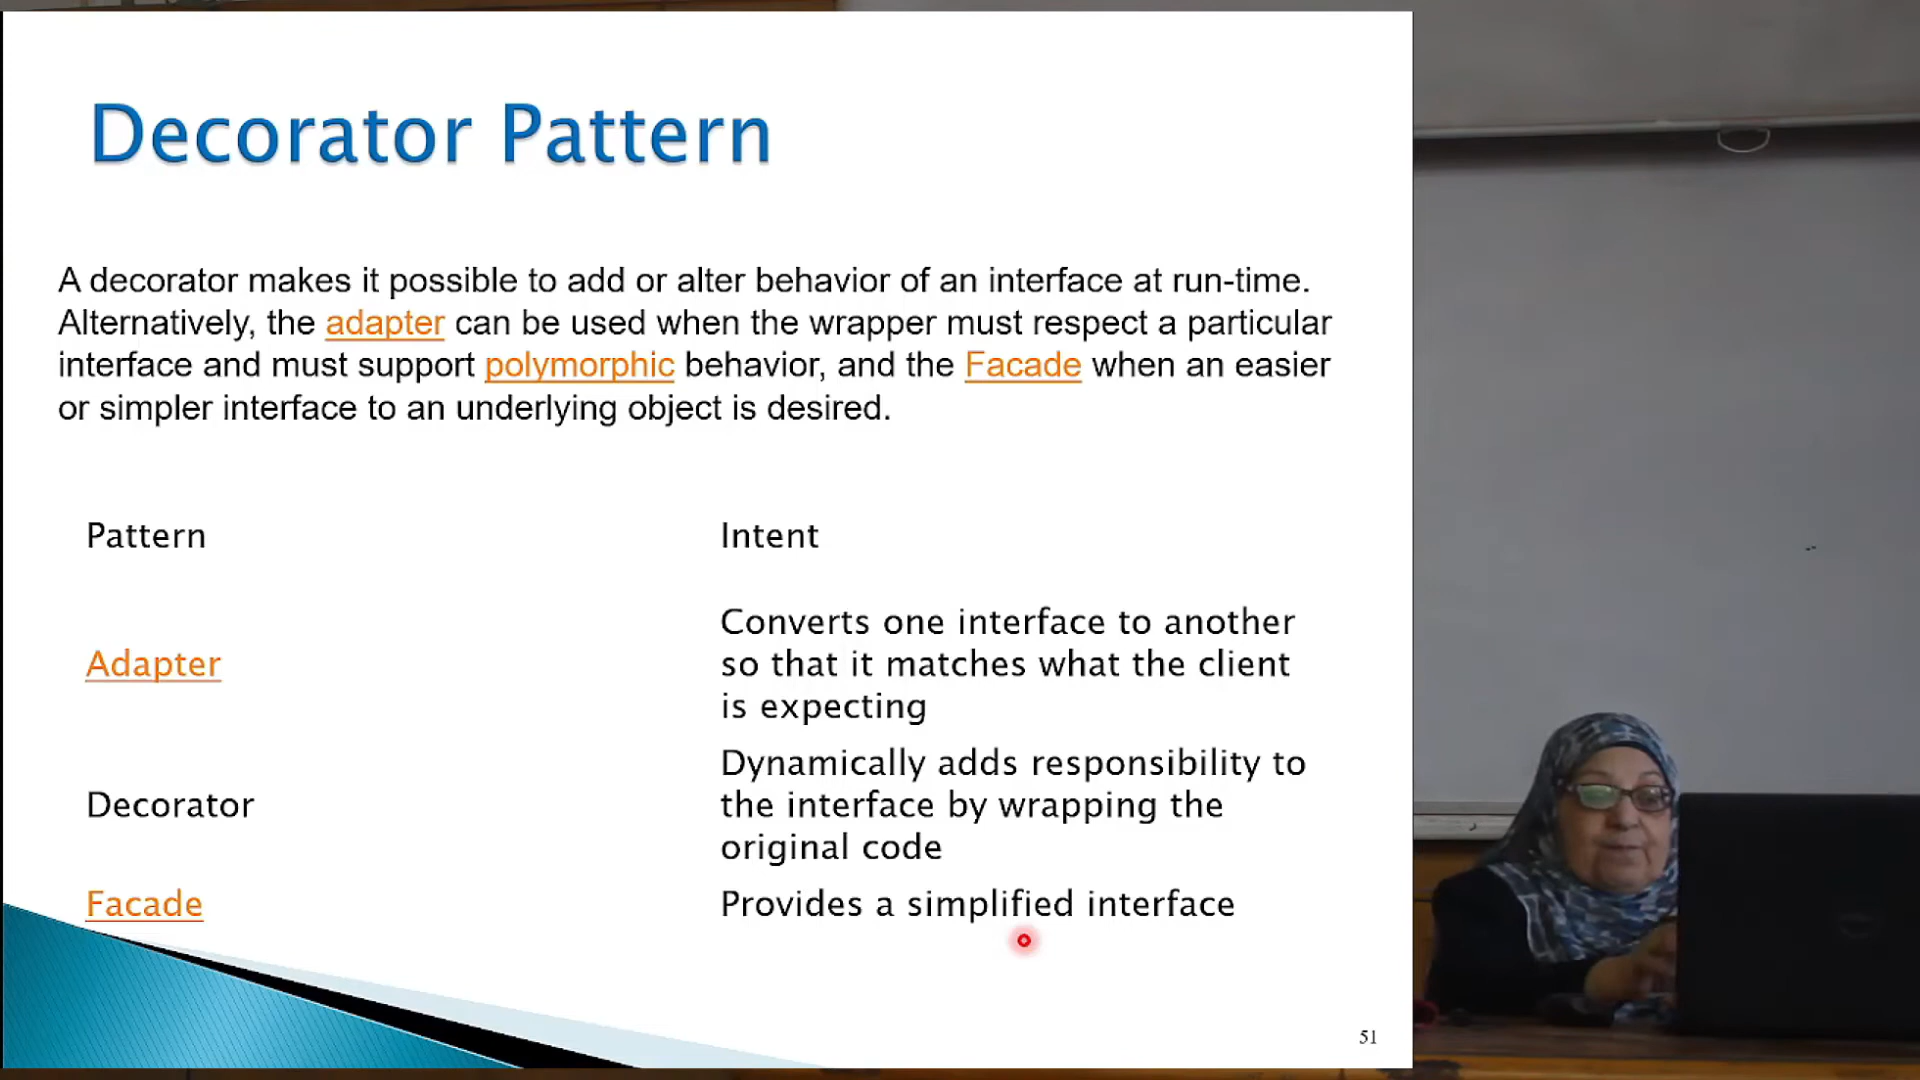 Decorator Pattern
A decorator makes it possible to add or alter behavior of an interface at run-time.
Alternatively, the adapter can be used when the wrapper must respect a particular
interface and must support polymorphic behavior, and the Facade when an easier
or simpler interface to an underlying object is desired.
Pattern
Intent
Adapter
Converts one interface to another
so that it matches what the client
is expecting
Decorator
Dynamically adds responsibility to
the interface by wrapping the
original code
Facade
Provides a simplified interface
51